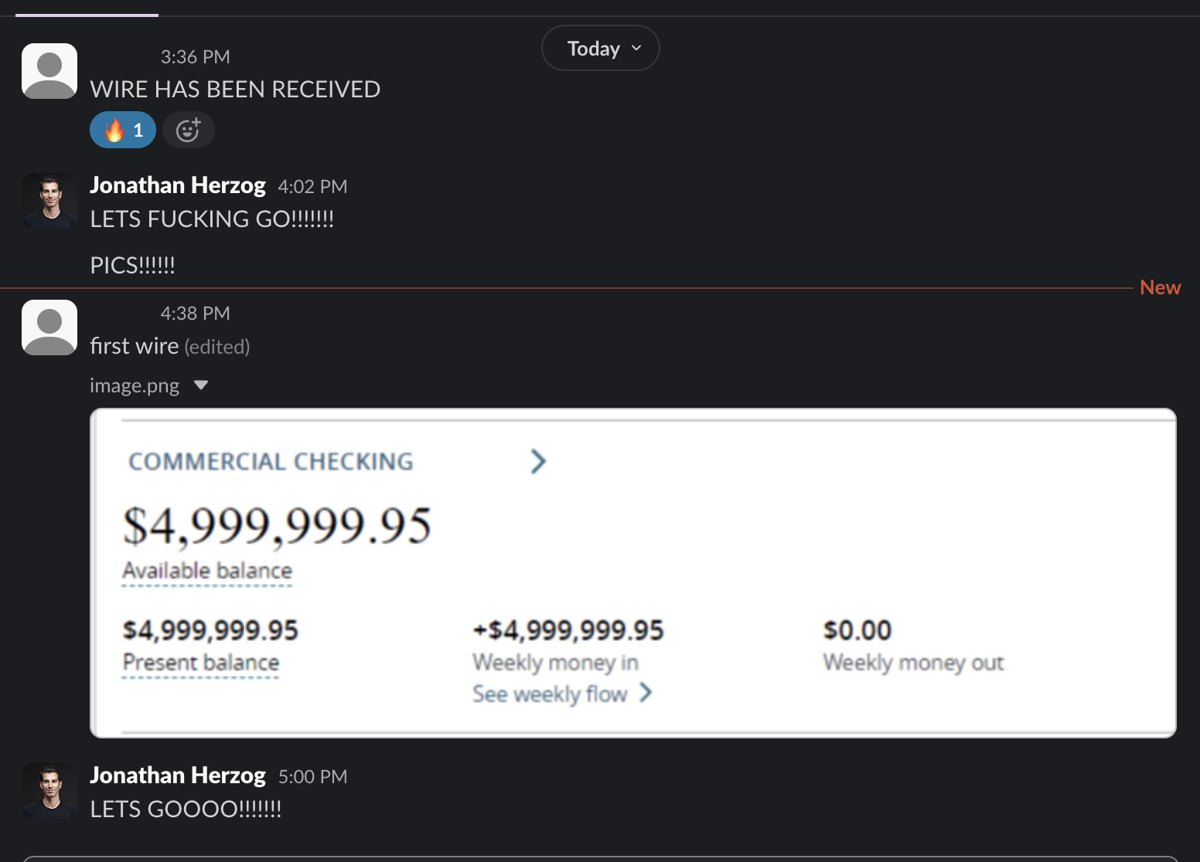 Today
3:36 PM
WIRE HAS BEEN RECEIVED
🔥 1
Jonathan Herzog 4:02 PM
LETS FUCKING GO!!!!!!!
PICS!!!!!!
New
4:38 PM
first wire (edited)
image.png
COMMERCIAL CHECKING
$4,999,999.95
Available balance
$4,999,999.95 +$4,999,999.95 $0.00
Present balance Weekly money in Weekly money out
See weekly flow
Jonathan Herzog 5:00 PM
LETS GOOOO!!!!!!!